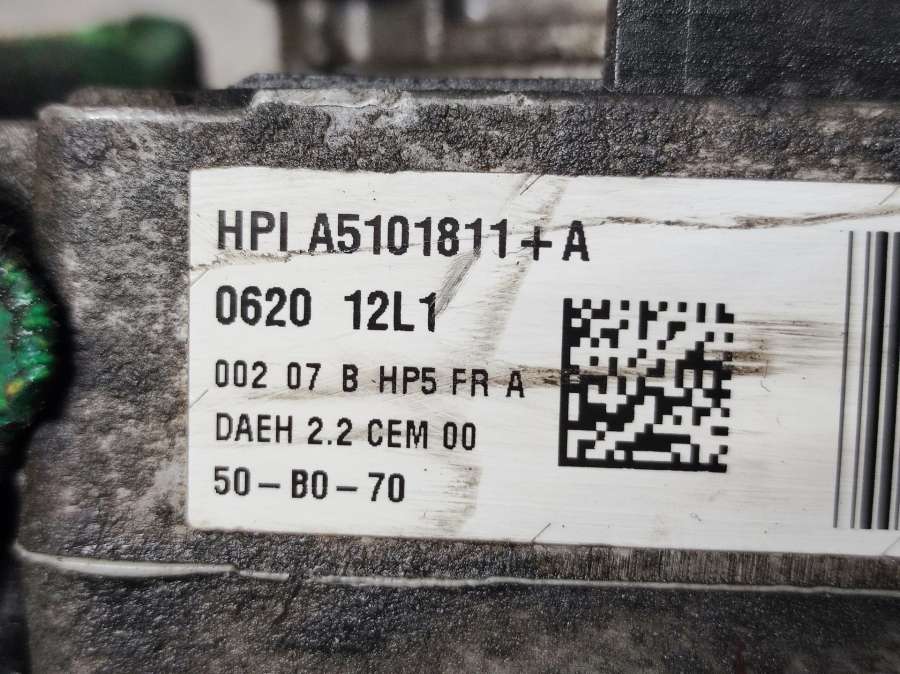 HPI A5101811+A
0620 12L1
002 07 B HP5 FR A
DAEH 2.2 CEM 00
50-B0-70